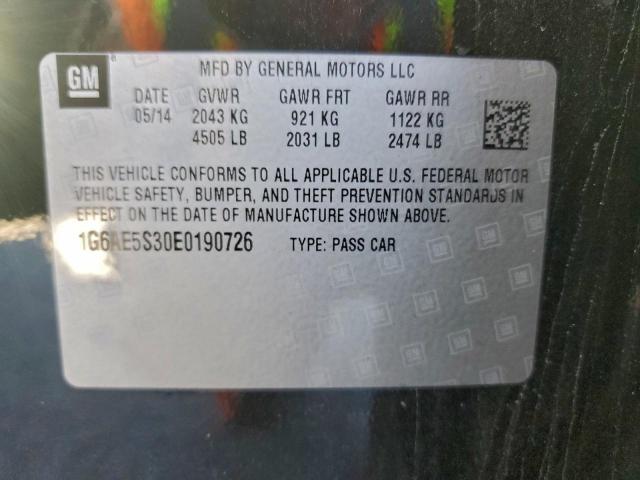 GM
MFD BY GENERAL MOTORS LLC
DATE GVWR GAWR FRT GAWR RR
05/14 2043 KG 921 KG 1122 KG
4505 LB 2031 LB 2474 LB
THIS VEHICLE CONFORMS TO ALL APPLICABLE U.S. FEDERAL MOTOR
VEHICLE SAFETY, BUMPER, AND THEFT PREVENTION STANDARDS IN
EFFECT ON THE DATE OF MANUFACTURE SHOWN ABOVE.
1G6AE5S30E0190726 TYPE: PASS CAR